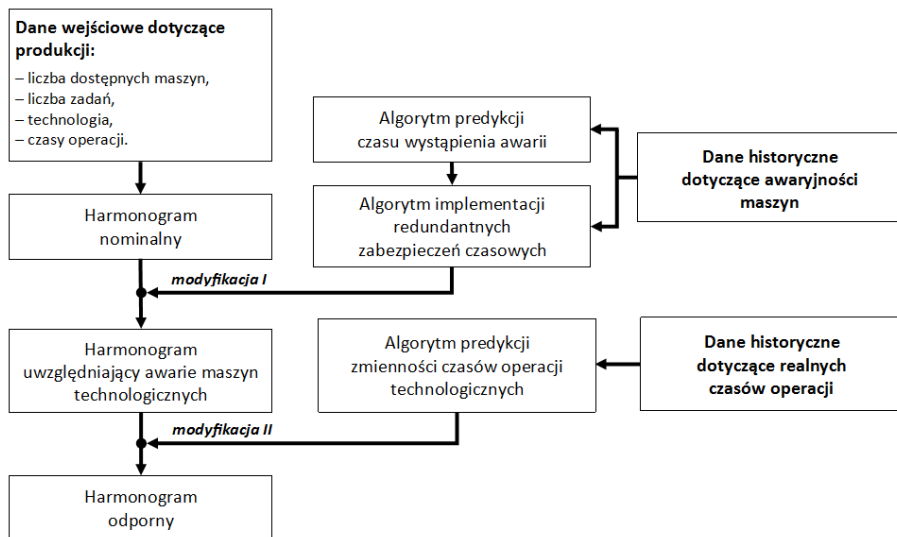 Dane wejściowe dotyczące
produkcji:
– liczba dostępnych maszyn,
– liczba zadań,
– technologia,
– czasy operacji.
Algorytm predykcji
czasu wystąpienia awarii
Dane historyczne
dotyczące awaryjności
maszyn
Harmonogram
nominalny
Algorytm implementacji
redundantnych
zabezpieczeń czasowych
modyfikacja I
Harmonogram
uwzględniający awarie maszyn
technologicznych
Algorytm predykcji
zmienności czasów operacji
technologicznych
Dane historyczne
dotyczące realnych
czasów operacji
modyfikacja II
Harmonogram
odporny